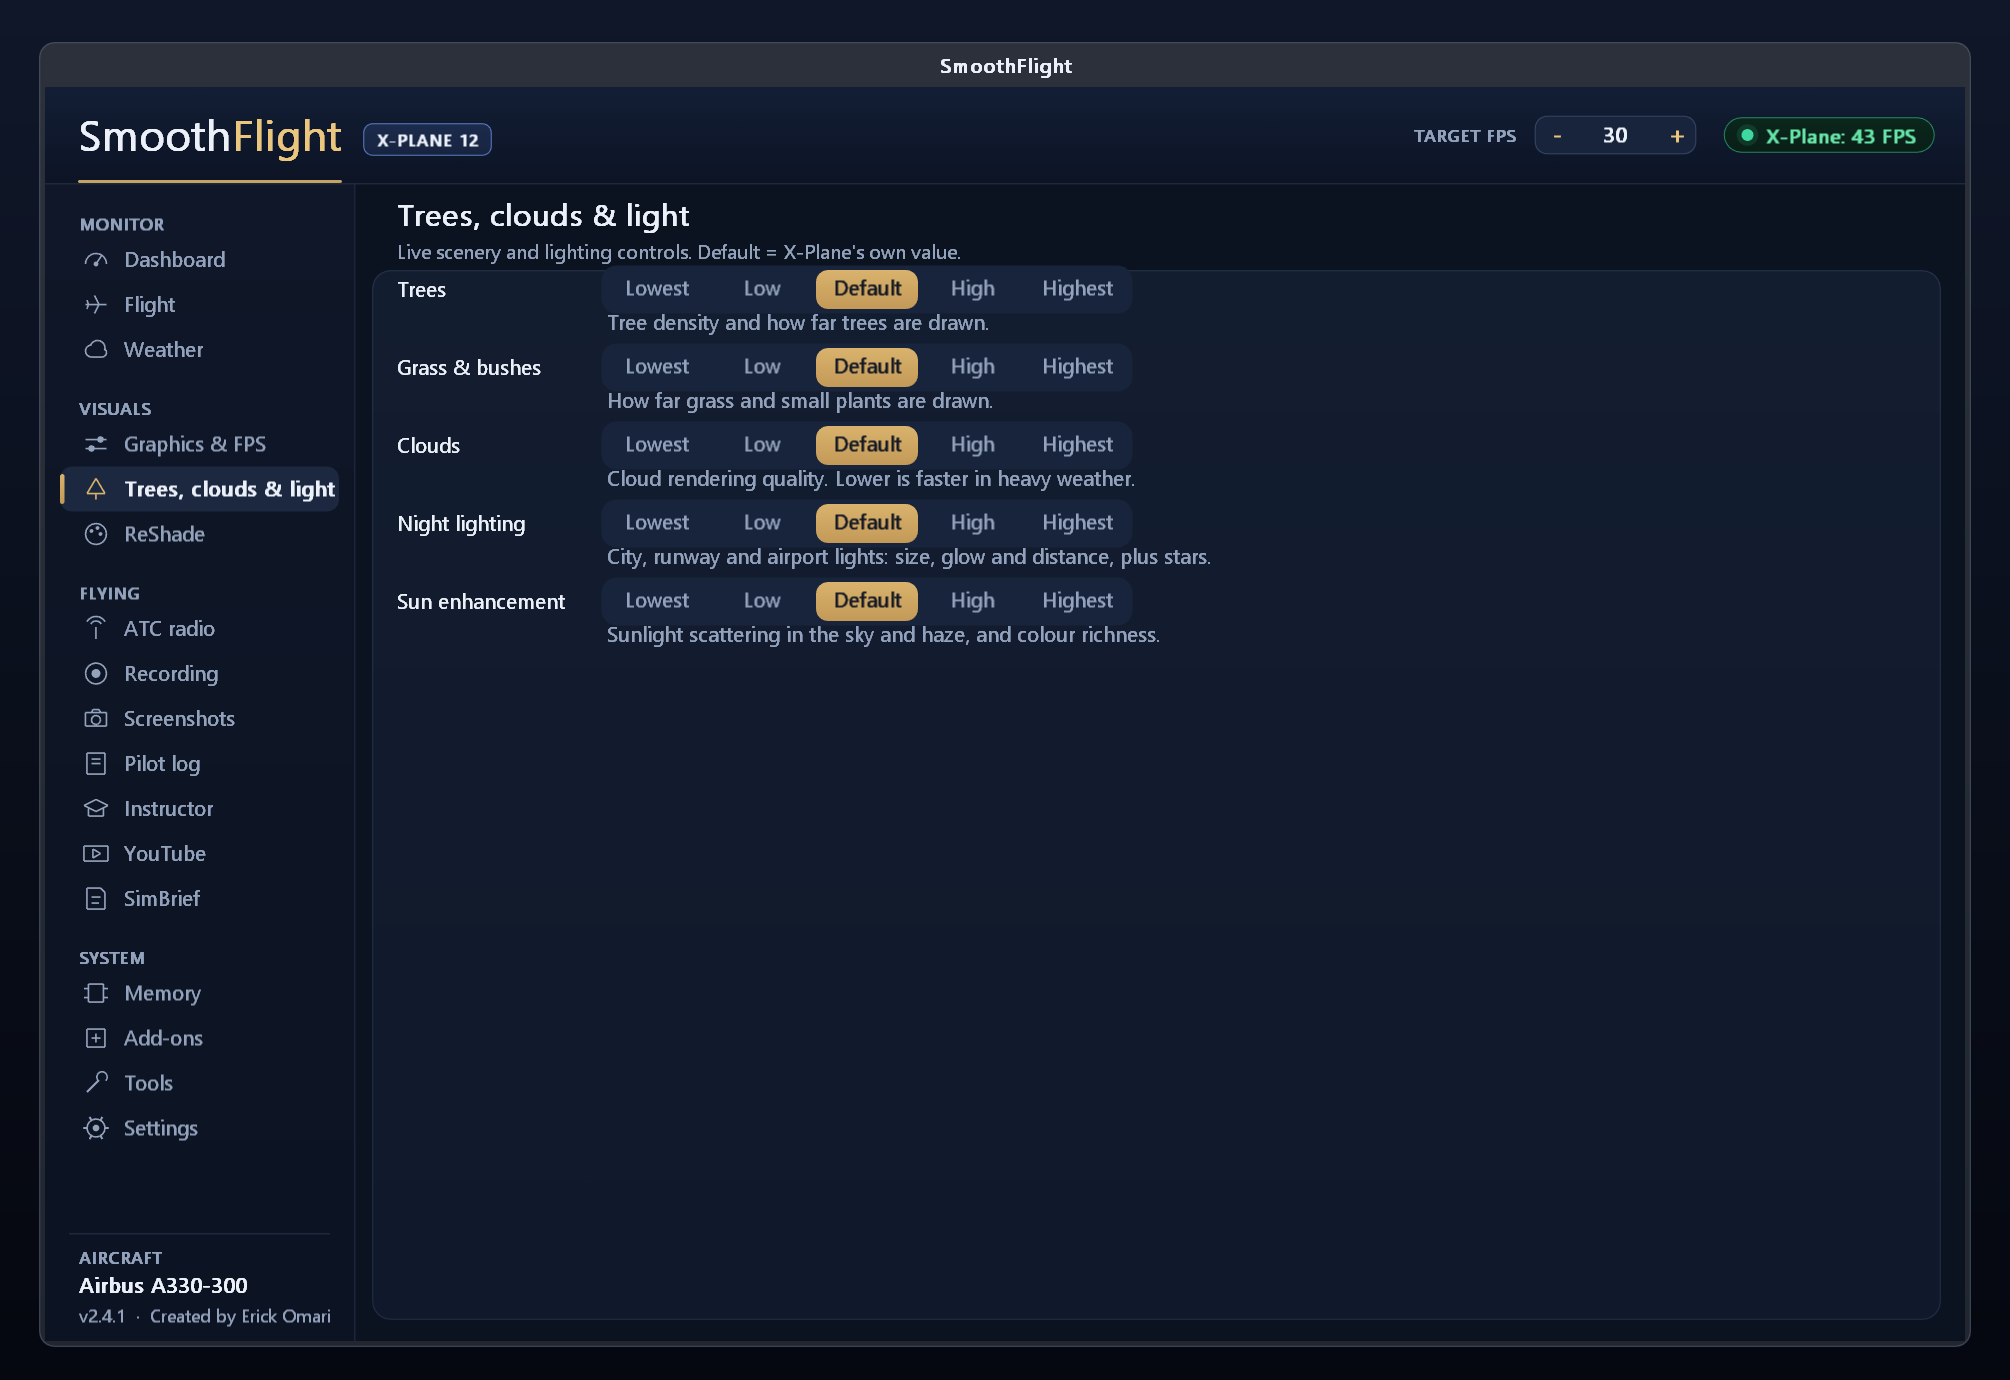 SmoothFlight
SmoothFlight X-PLANE 12 TARGET FPS - 30 + X-Plane: 43 FPS
MONITOR
Dashboard
Flight
Weather
VISUALS
Graphics & FPS
Trees, clouds & light
ReShade
FLYING
ATC radio
Recording
Screenshots
Pilot log
Instructor
YouTube
SimBrief
SYSTEM
Memory
Add-ons
Tools
Settings
AIRCRAFT
Airbus A330-300
v2.4.1 · Created by Erick Omari
Trees, clouds & light
Live scenery and lighting controls. Default = X-Plane's own value.
Trees Lowest Low Default High Highest
Tree density and how far trees are drawn.
Grass & bushes Lowest Low Default High Highest
How far grass and small plants are drawn.
Clouds Lowest Low Default High Highest
Cloud rendering quality. Lower is faster in heavy weather.
Night lighting Lowest Low Default High Highest
City, runway and airport lights: size, glow and distance, plus stars.
Sun enhancement Lowest Low Default High Highest
Sunlight scattering in the sky and haze, and colour richness.